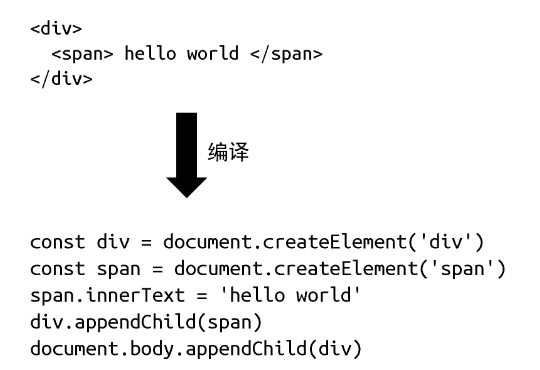 <div>
  <span> hello world </span>
</div>
编译
const div = document.createElement('div')
const span = document.createElement('span')
span.innerText = 'hello world'
div.appendChild(span)
document.body.appendChild(div)